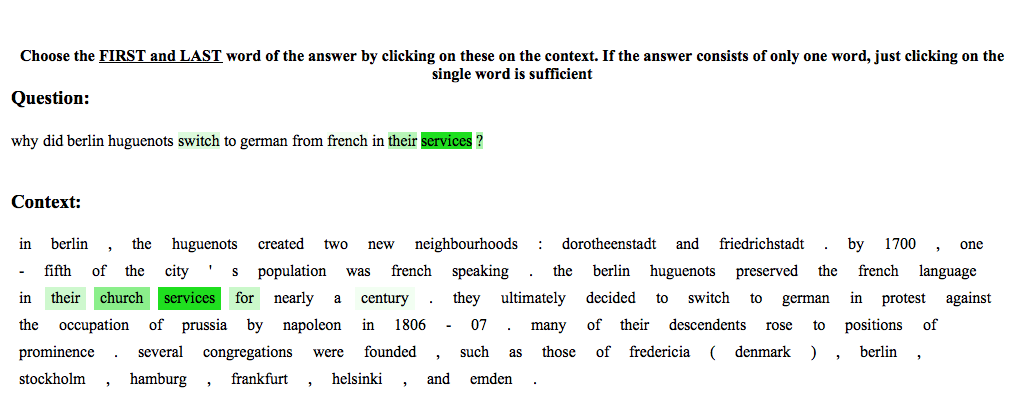 Choose the FIRST and LAST word of the answer by clicking on these on the context. If the answer consists of only one word, just clicking on the
single word is sufficient
Question:
why did berlin huguenots switch to german from french in their services ?
Context:
in berlin , the huguenots created two new neighbourhoods : dorotheenstadt and friedrichstadt . by 1700 , one
- fifth of the city ' s population was french speaking . the berlin huguenots preserved the french language
in their church services for nearly a century . they ultimately decided to switch to german in protest against
the occupation of prussia by napoleon in 1806 - 07 . many of their descendents rose to positions of
prominence . several congregations were founded , such as those of fredericia ( denmark ) , berlin ,
stockholm , hamburg , frankfurt , helsinki , and emden .